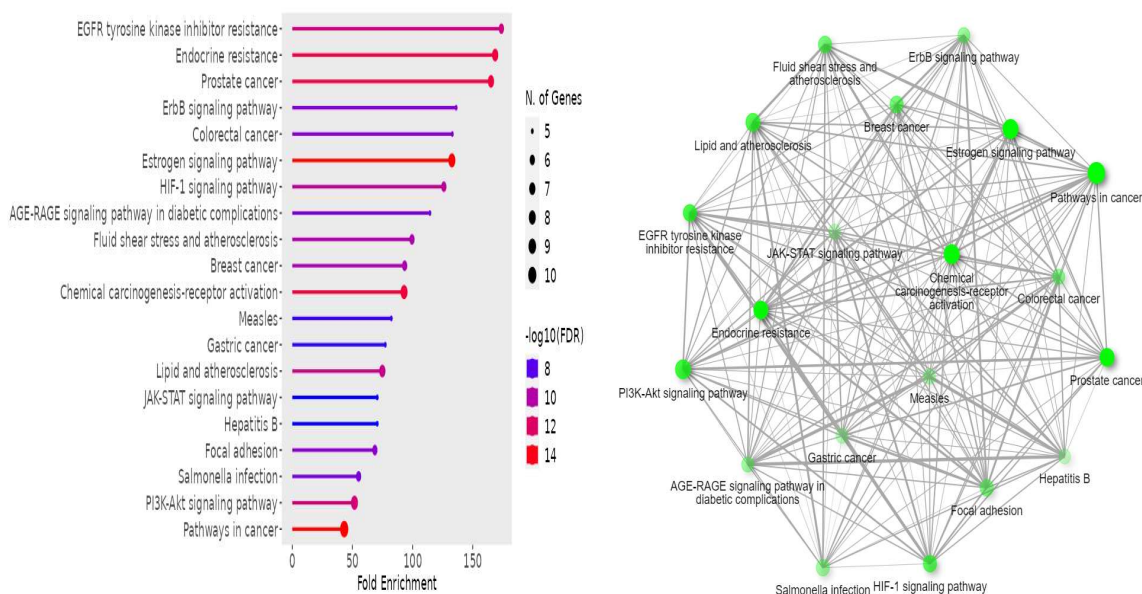 EGFR tyrosine kinase inhibitor resistance
Endocrine resistance
Prostate cancer
ErbB signaling pathway
Colorectal cancer
Estrogen signaling pathway
HIF-1 signaling pathway
AGE-RAGE signaling pathway in diabetic complications
Fluid shear stress and atherosclerosis
Breast cancer
Chemical carcinogenesis-receptor activation
Measles
Gastric cancer
Lipid and atherosclerosis
JAK-STAT signaling pathway
Hepatitis B
Focal adhesion
Salmonella infection
PI3K-Akt signaling pathway
Pathways in cancer
0 50 100 150
Fold Enrichment
N. of Genes
5
6
7
8
9
10
-log10(FDR)
8
10
12
14
ErbB signaling pathway
Fluid shear stress and
atherosclerosis
Breast cancer
Lipid and atherosclerosis
Estrogen signaling pathway
Pathways in cancer
EGFR tyrosine kinase
inhibitor resistance
JAK-STAT signaling pathway
Chemical
carcinogenesis-receptor
activation
Colorectal cancer
Endocrine resistance
Prostate cancer
PI3K-Akt signaling pathway
Measles
Gastric cancer
Hepatitis B
AGE-RAGE signaling pathway in
diabetic complications
Focal adhesion
Salmonella infection
HIF-1 signaling pathway